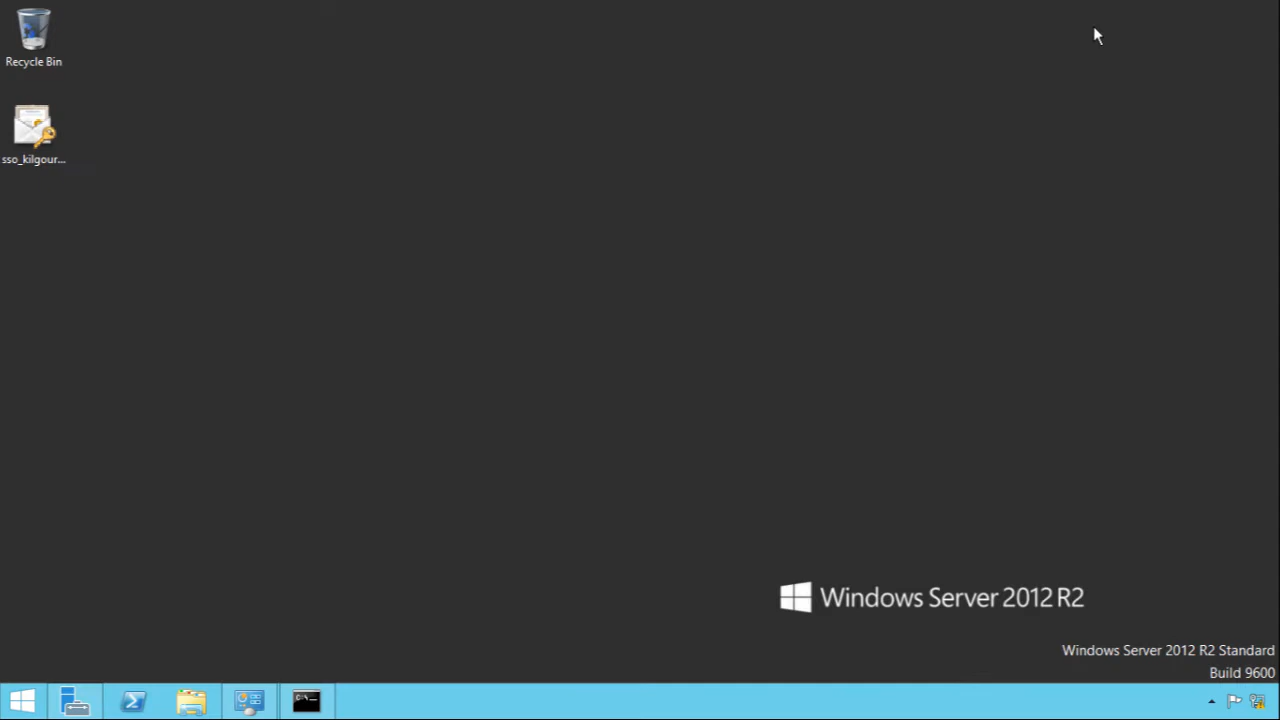 Recycle Bin
sso_kilgour...
Windows Server 2012 R2
Windows Server 2012 R2 Standard
Build 9600